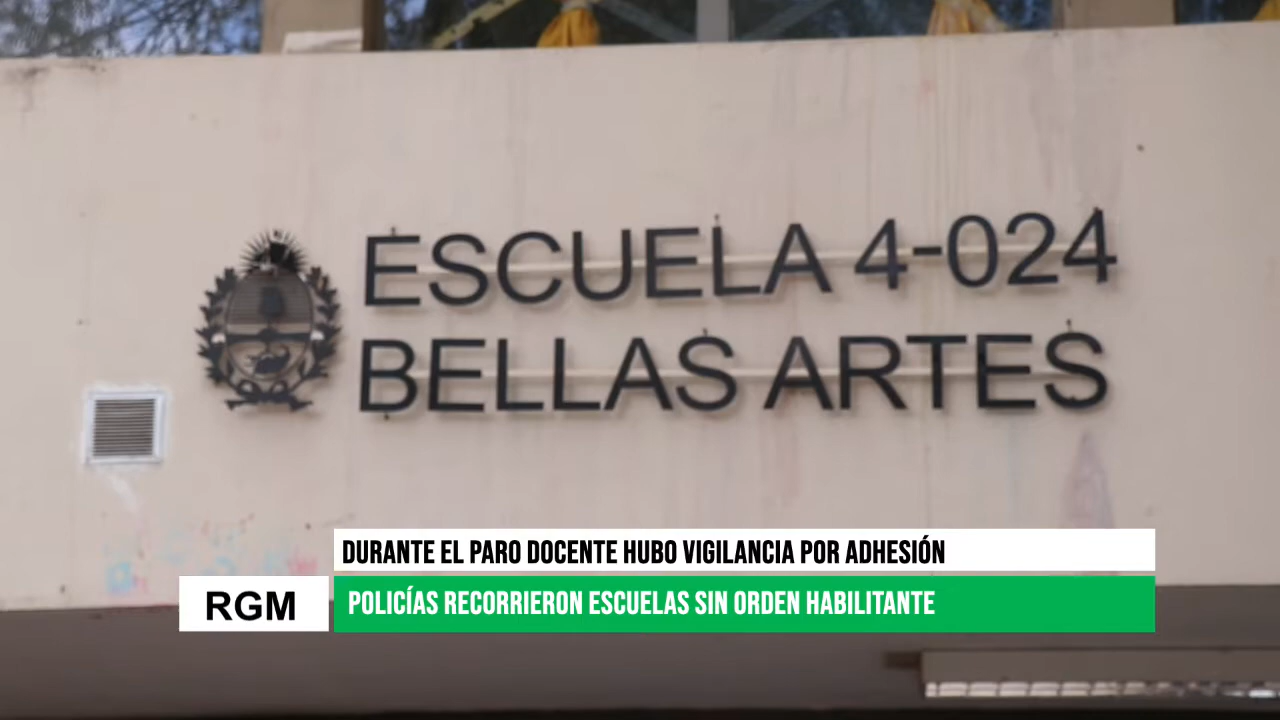 ESCUELA 4-024
BELLAS ARTES
DURANTE EL PARO DOCENTE HUBO VIGILANCIA POR ADHESIÓN
RGM
POLICÍAS RECORRIERON ESCUELAS SIN ORDEN HABILITANTE